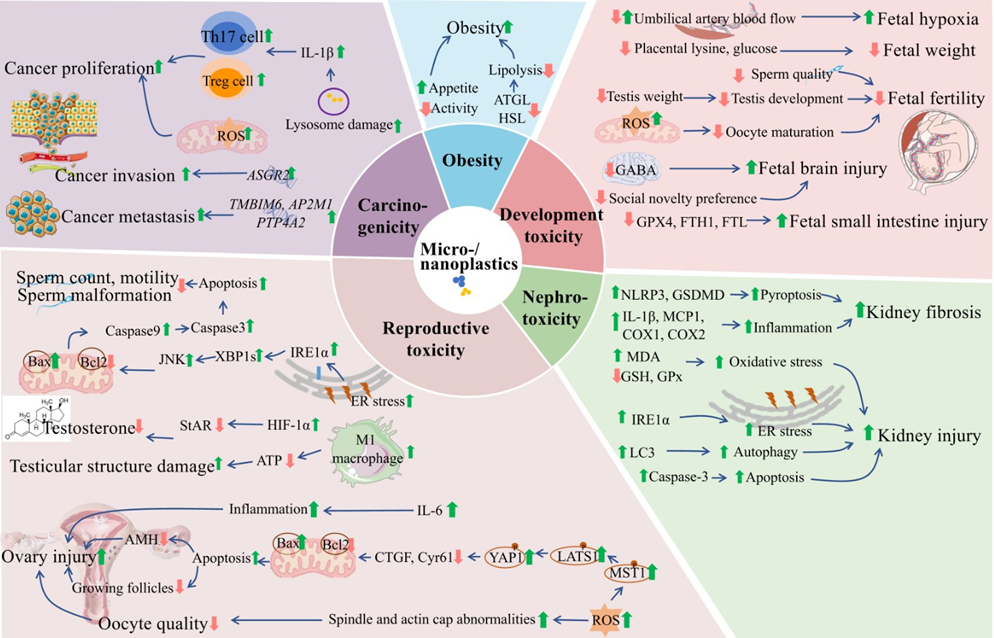 Th17 cell
IL-1β
Cancer proliferation
Treg cell
Lysosome damage
ROS
Cancer invasion
ASGR2
Cancer metastasis
TMBIM6, AP2M1
PTP4A2
Obesity
Lipolysis
Appetite
Activity
ATGL
HSL
Umbilical artery blood flow
Fetal hypoxia
Placental lysine, glucose
Fetal weight
Sperm quality
Testis weight
Testis development
Fetal fertility
ROS
Oocyte maturation
GABA
Fetal brain injury
Social novelty preference
GPX4, FTH1, FTL
Fetal small intestine injury
Obesity
Carcino-
genicity
Development
toxicity
Micro-/
nanoplastics
Nephro-
toxicity
Reproductive
toxicity
Sperm count, motility
Sperm malformation
Apoptosis
Caspase9
Caspase3
Bax
Bcl2
JNK
XBP1s
IRE1α
ER stress
H₃C
OH
H₃C
H
H
H
O
Testosterone
StAR
HIF-1α
M1
macrophage
Testicular structure damage
ATP
Inflammation
IL-6
AMH
Ovary injury
Apoptosis
Bax
Bcl2
CTGF, Cyr61
YAP1
LATS1
MST1
Growing follicles
Oocyte quality
Spindle and actin cap abnormalities
ROS
NLRP3, GSDMD
Pyroptosis
IL-1β, MCP1,
COX1, COX2
Inflammation
Kidney fibrosis
MDA
GSH, GPx
Oxidative stress
IRE1α
ER stress
Kidney injury
LC3
Autophagy
Caspase-3
Apoptosis